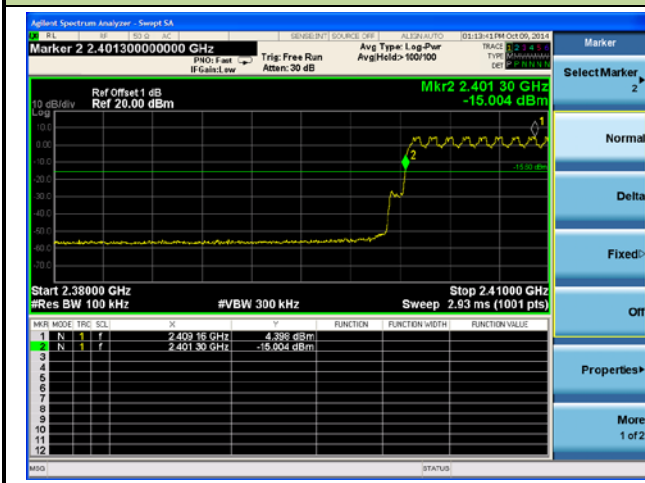 Agilent Spectrum Analyzer - Swept SA
RL RF 50 Ω AC SENSE:INT SOURCE OFF ALIGN AUTO 01:13:41 PM Oct 09, 2014
Marker 2 2.401300000000 GHz
PNO: Fast
IFGain:Low
Trig: Free Run
Atten: 30 dB
Avg Type: Log-Pwr
Avg|Hold:> 100/100
TRACE 1 2 3 4 5 6
TYPE MWWWWW
DET P P N N N N
Marker
Select Marker
2
Normal
Delta
Fixed
Off
Properties
More
1 of 2
Ref Offset 1 dB
Ref 20.00 dBm
10 dB/div
Log
Mkr2 2.401 30 GHz
-15.004 dBm
10.0
0.00
-10.0
-20.0
-30.0
-40.0
-50.0
-60.0
-70.0
1
2
Start 2.38000 GHz
Stop 2.41000 GHz
#Res BW 100 kHz
#VBW 300 kHz
Sweep 2.93 ms (1001 pts)
MKR MODE TRC SCL X Y FUNCTION FUNCTION WIDTH FUNCTION VALUE
1 N 1 f 2.409 16 GHz 4.396 dBm
2 N 1 f 2.401 30 GHz -15.004 dBm
3
4
5
6
7
8
9
10
11
12
MSG
STATUS